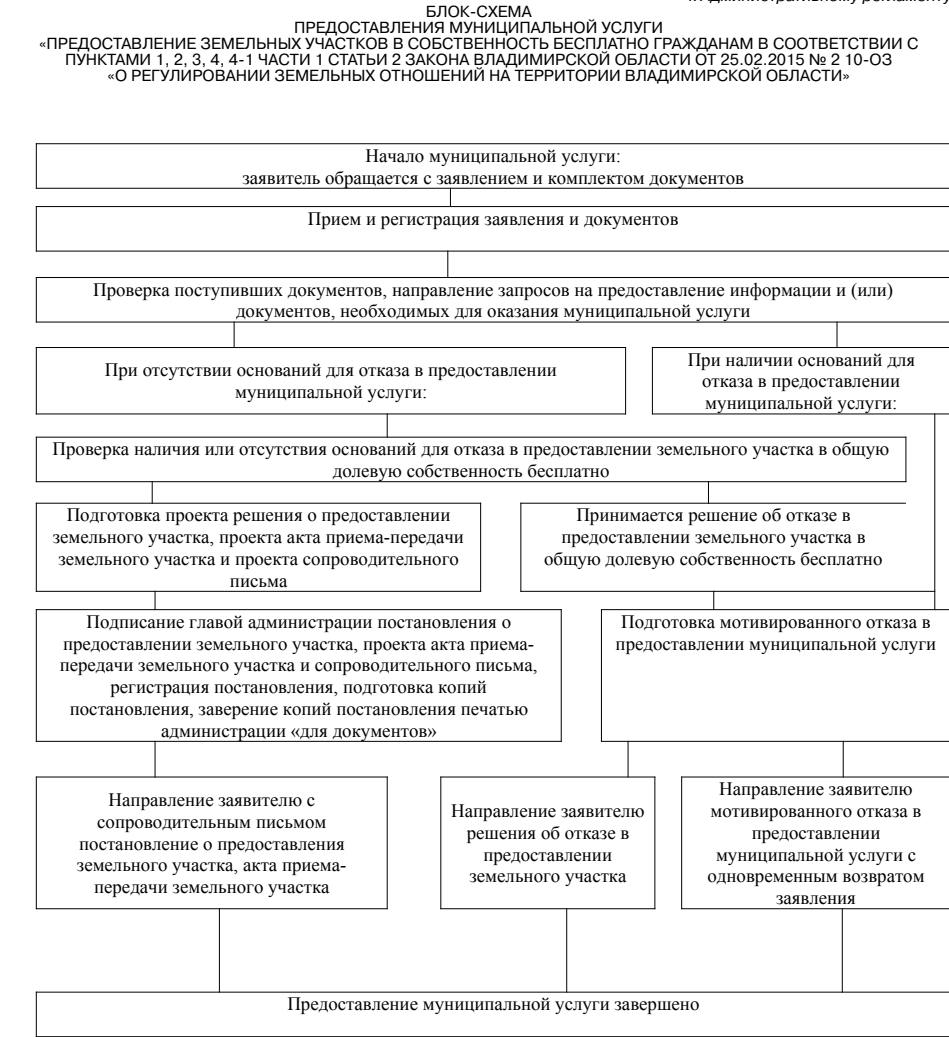 БЛОК-СХЕМА
ПРЕДОСТАВЛЕНИЯ МУНИЦИПАЛЬНОЙ УСЛУГИ
«ПРЕДОСТАВЛЕНИЕ ЗЕМЕЛЬНЫХ УЧАСТКОВ В СОБСТВЕННОСТЬ БЕСПЛАТНО ГРАЖДАНАМ В СООТВЕТСТВИИ С
ПУНКТАМИ 1, 2, 3, 4, 4-1 ЧАСТИ 1 СТАТЬИ 2 ЗАКОНА ВЛАДИМИРСКОЙ ОБЛАСТИ ОТ 25.02.2015 № 2 10-ОЗ
«О РЕГУЛИРОВАНИИ ЗЕМЕЛЬНЫХ ОТНОШЕНИЙ НА ТЕРРИТОРИИ ВЛАДИМИРСКОЙ ОБЛАСТИ»
Начало муниципальной услуги:
заявитель обращается с заявлением и комплектом документов
Прием и регистрация заявления и документов
Проверка поступивших документов, направление запросов на предоставление информации и (или)
документов, необходимых для оказания муниципальной услуги
При отсутствии оснований для отказа в предоставлении
муниципальной услуги:
При наличии оснований для
отказа в предоставлении
муниципальной услуги:
Проверка наличия или отсутствия оснований для отказа в предоставлении земельного участка в общую
долевую собственность бесплатно
Подготовка проекта решения о предоставлении
земельного участка, проекта акта приема-передачи
земельного участка и проекта сопроводительного
письма
Принимается решение об отказе в
предоставлении земельного участка в
общую долевую собственность бесплатно
Подписание главой администрации постановления о
предоставлении земельного участка, проекта акта приема-
передачи земельного участка и сопроводительного письма,
регистрация постановления, подготовка копий
постановления, заверение копий постановления печатью
администрации «для документов»
Подготовка мотивированного отказа в
предоставлении муниципальной услуги
Направление заявителю с
сопроводительным письмом
постановление о предоставления
земельного участка, акта приема-
передачи земельного участка
Направление заявителю
решения об отказе в
предоставлении
земельного участка
Направление заявителю
мотивированного отказа в
предоставлении
муниципальной услуги с
одновременным возвратом
заявления
Предоставление муниципальной услуги завершено